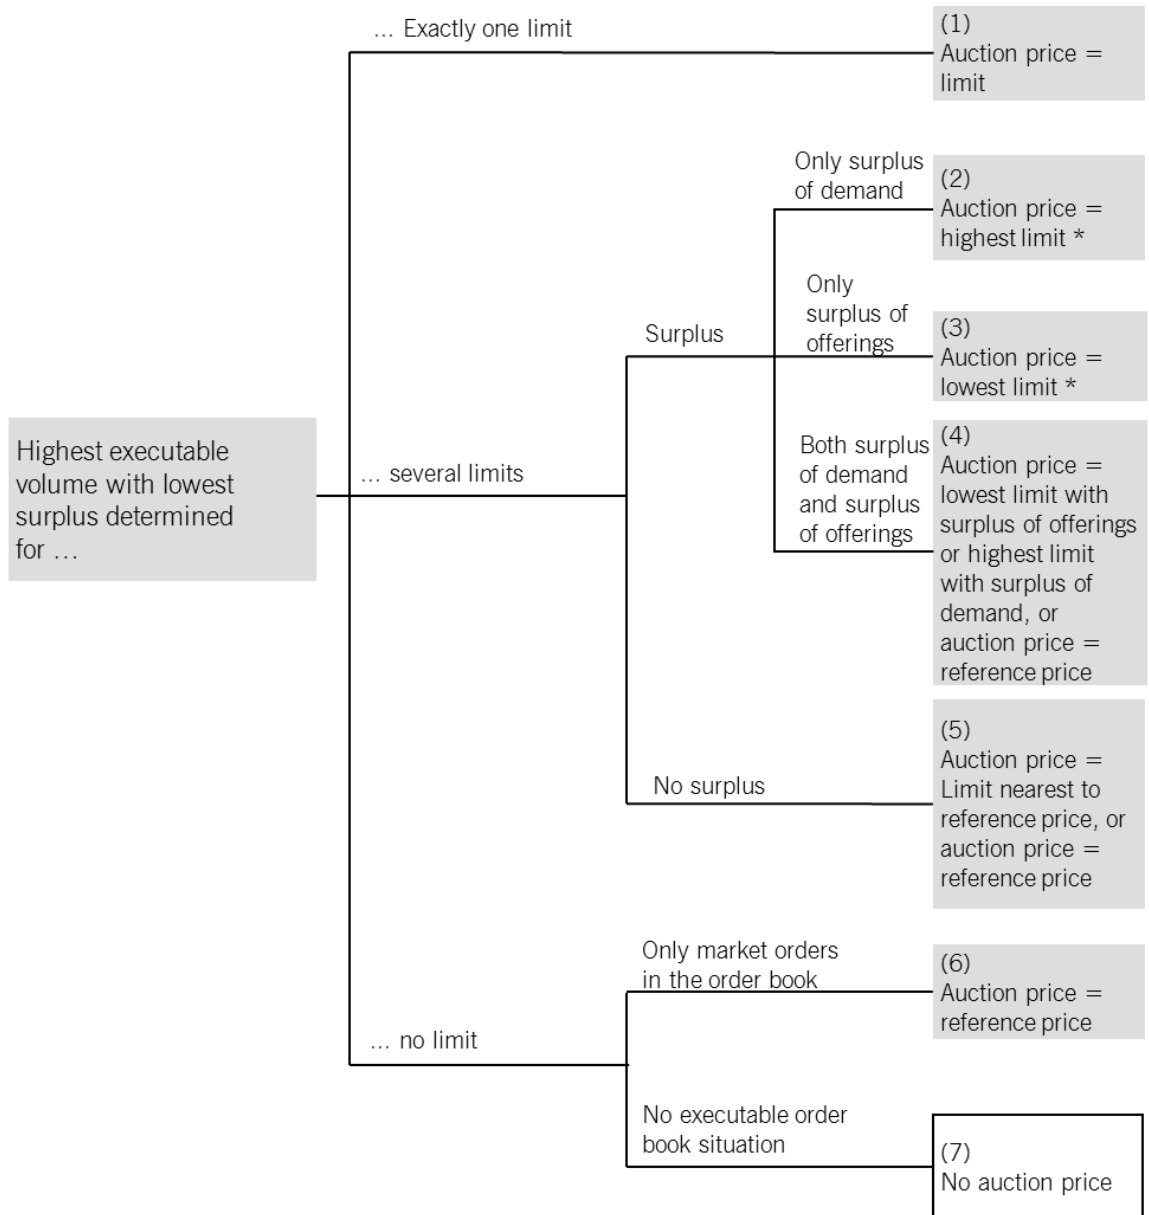 ... Exactly one limit
(1)
Auction price =
limit
Only surplus
of demand
(2)
Auction price =
highest limit *
Only
surplus of
offerings
Surplus
(3)
Auction price =
lowest limit *
Highest executable
volume with lowest
surplus determined
for ...
... several limits
Both surplus
of demand
and surplus
of offerings
(4)
Auction price =
lowest limit with
surplus of offerings
or highest limit
with surplus of
demand, or
auction price =
reference price
No surplus
(5)
Auction price =
Limit nearest to
reference price, or
auction price =
reference price
... no limit
Only market orders
in the order book
(6)
Auction price =
reference price
No executable order
book situation
(7)
No auction price